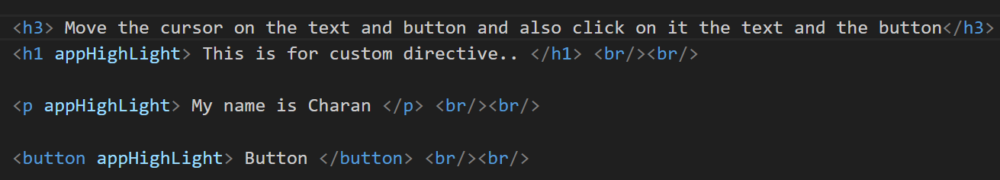 <h3> Move the cursor on the text and button and also click on it the text and the button</h3>
<h1 appHighLight> This is for custom directive.. </h1> <br/><br/>
<p appHighLight> My name is Charan </p> <br/><br/>
<button appHighLight> Button </button> <br/><br/>